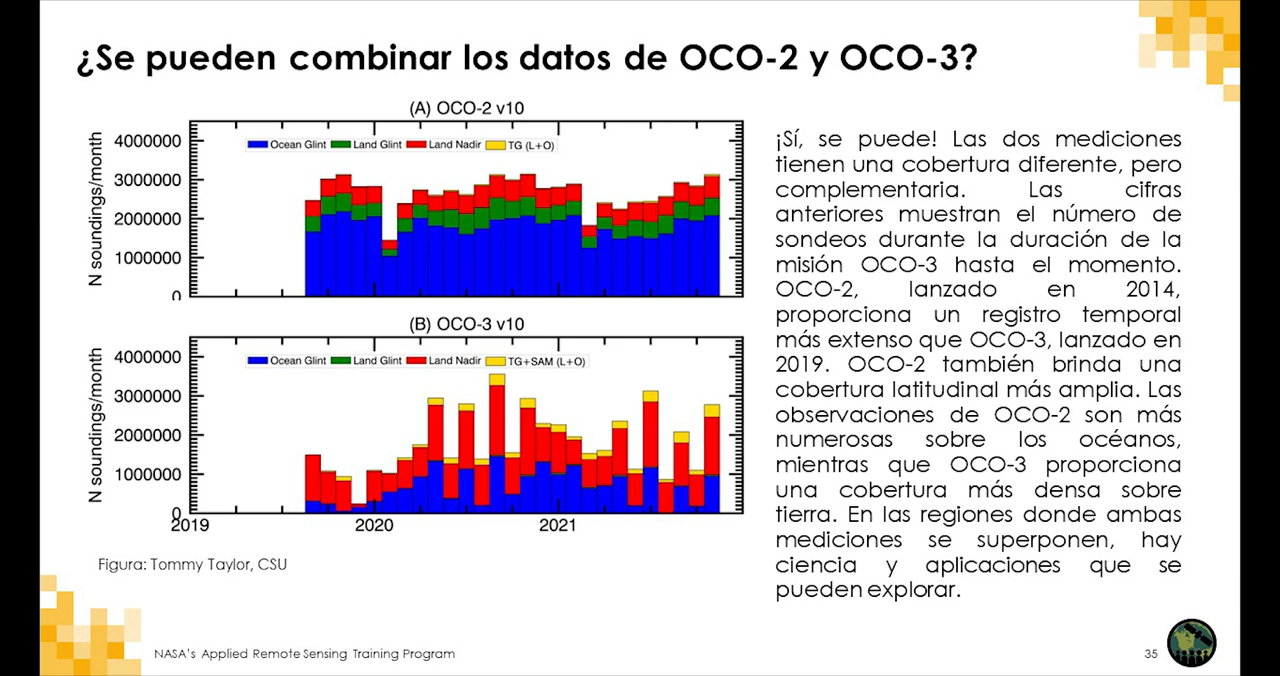 ¿Se pueden combinar los datos de OCO-2 y OCO-3?
(A) OCO-2 v10
N soundings/month
4000000
3000000
2000000
1000000
0
Ocean Glint Land Glint Land Nadir TG (L+O)
(B) OCO-3 v10
N soundings/month
4000000
3000000
2000000
1000000
0
Ocean Glint Land Glint Land Nadir TG+SAM (L+O)
2019 2020 2021
Figura: Tommy Taylor, CSU
¡Sí, se puede! Las dos mediciones
tienen una cobertura diferente, pero
complementaria. Las cifras
anteriores muestran el número de
sondeos durante la duración de la
misión OCO-3 hasta el momento.
OCO-2, lanzado en 2014,
proporciona un registro temporal
más extenso que OCO-3, lanzado en
2019. OCO-2 también brinda una
cobertura latitudinal más amplia. Las
observaciones de OCO-2 son más
numerosas sobre los océanos,
mientras que OCO-3 proporciona
una cobertura más densa sobre
tierra. En las regiones donde ambas
mediciones se superponen, hay
ciencia y aplicaciones que se
pueden explorar.
NASA's Applied Remote Sensing Training Program
35